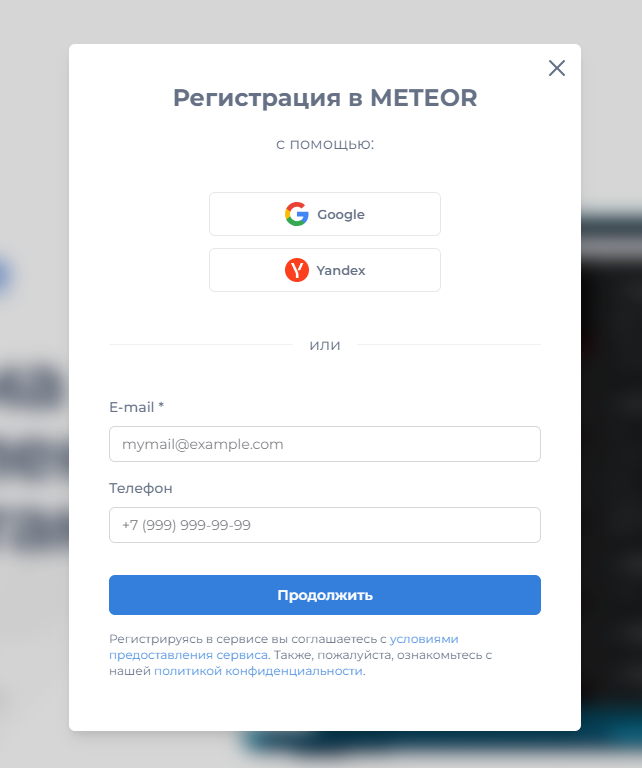 Регистрация в METEOR
с помощью:
Google
Yandex
или
E-mail *
mymail@example.com
Телефон
+7 (999) 999-99-99
Продолжить
Регистрируясь в сервисе вы соглашаетесь с условиями
предоставления сервиса. Также, пожалуйста, ознакомьтесь с
нашей политикой конфиденциальности.